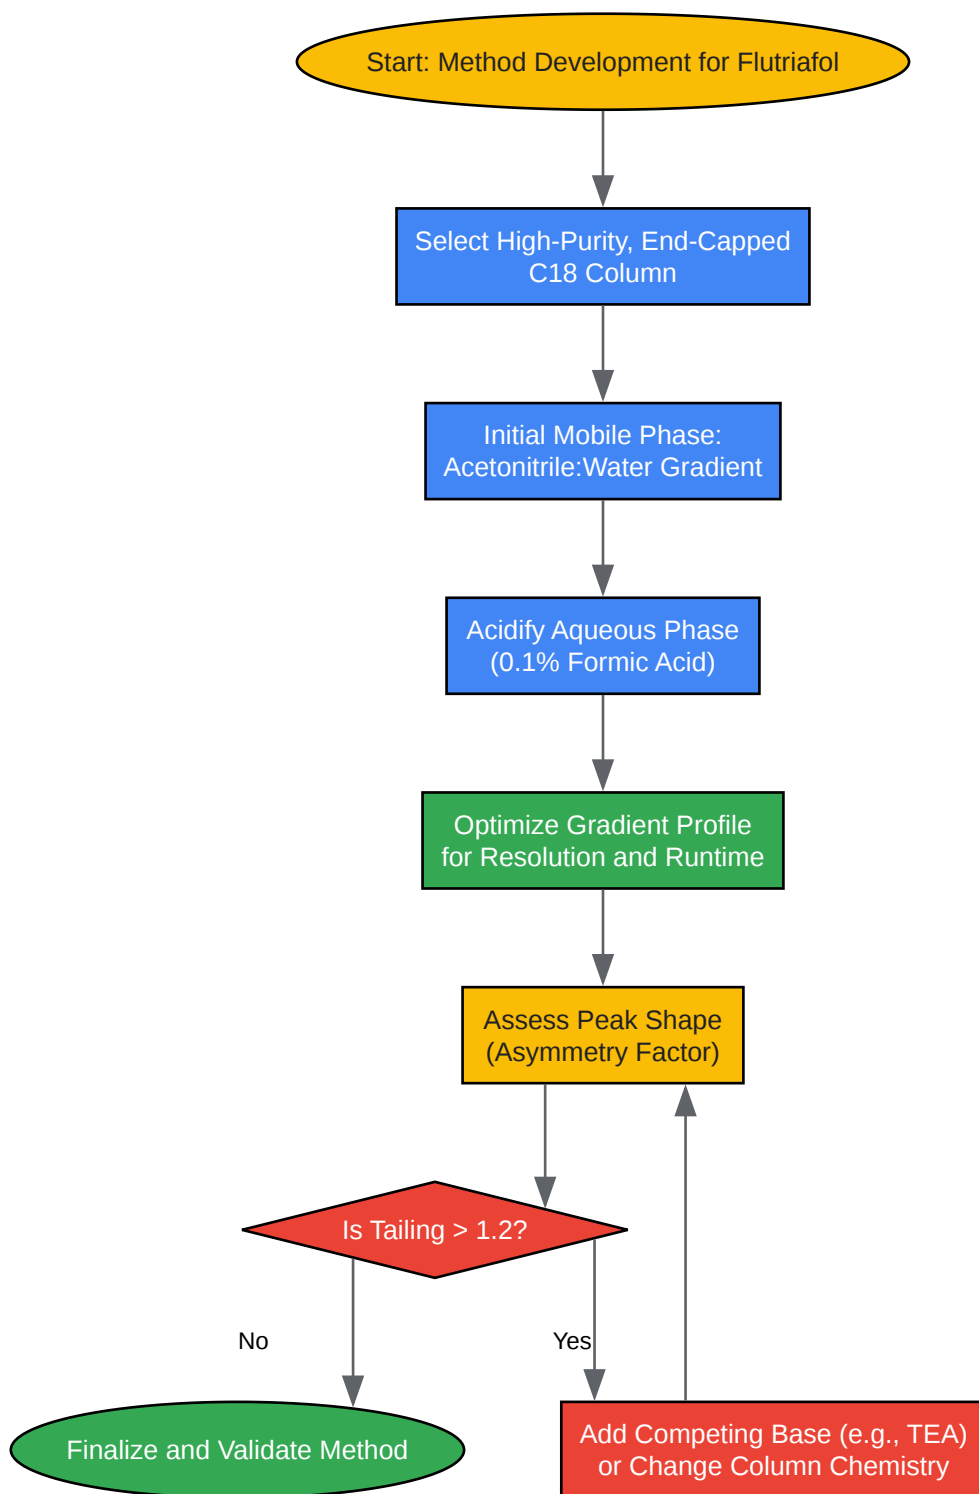 Start: Method Development for Flutriafol
Select High-Purity, End-Capped
C18 Column
Initial Mobile Phase:
Acetonitrile:Water Gradient
Acidify Aqueous Phase
(0.1% Formic Acid)
Optimize Gradient Profile
for Resolution and Runtime
Assess Peak Shape
(Asymmetry Factor)
Is Tailing > 1.2?
No
Yes
Finalize and Validate Method
Add Competing Base (e.g., TEA)
or Change Column Chemistry